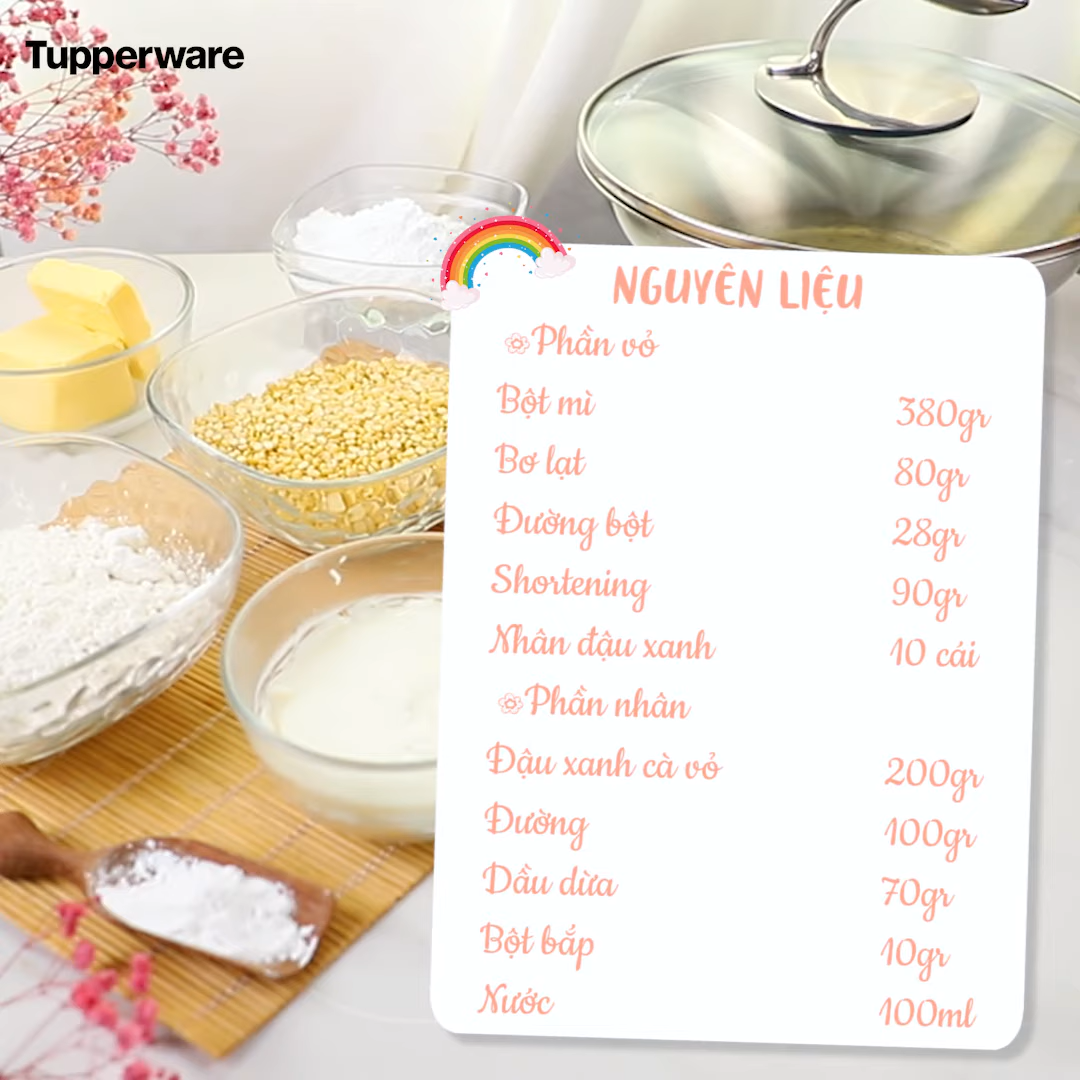 Tupperware
NGUYÊN LIỆU
Phần vỏ
Bột mì 380gr
Bơ lạt 80gr
Đường bột 28gr
Shortening 90gr
Nhân đậu xanh 10 cái
Phần nhân
Đậu xanh cà vỏ 200gr
Đường 100gr
Dầu dừa 70gr
Bột bắp 10gr
Nước 100ml